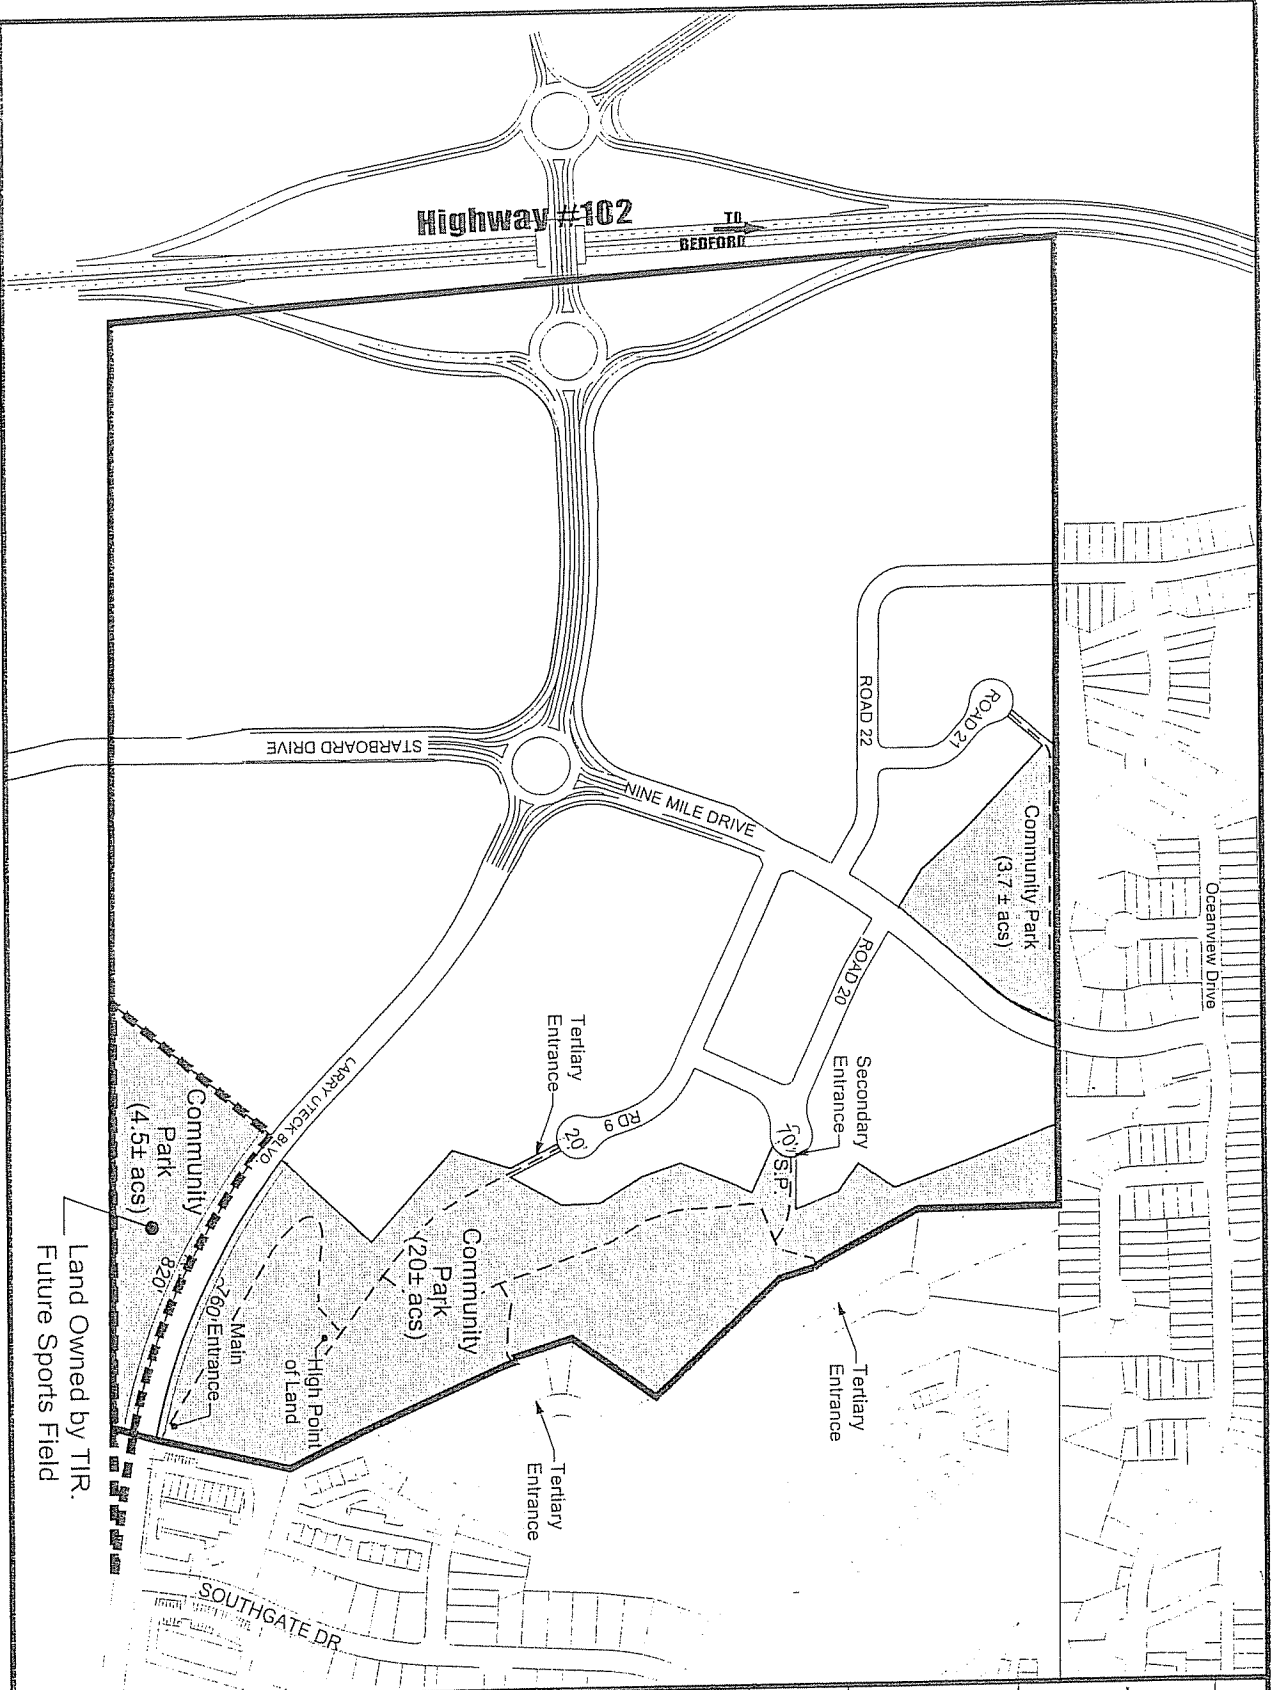 Highway #102
TO
BEDFORD
STARBOARD DRIVE
NINE MILE DRIVE
ROAD 22
ROAD 21
Community Park
(3.7 ± acs)
Oceanview Drive
ROAD 20
Secondary
Entrance
70'
S.P.
Tertiary
Entrance
RD 9
20'
LARRY UTECK BLVD
Community
Park
(4.5± acs)
820'
760'
Main
Entrance
High Point
of Land
Community
Park
(20± acs)
Tertiary
Entrance
Tertiary
Entrance
Land Owned by TIR.
Future Sports Field
SOUTHGATE DR